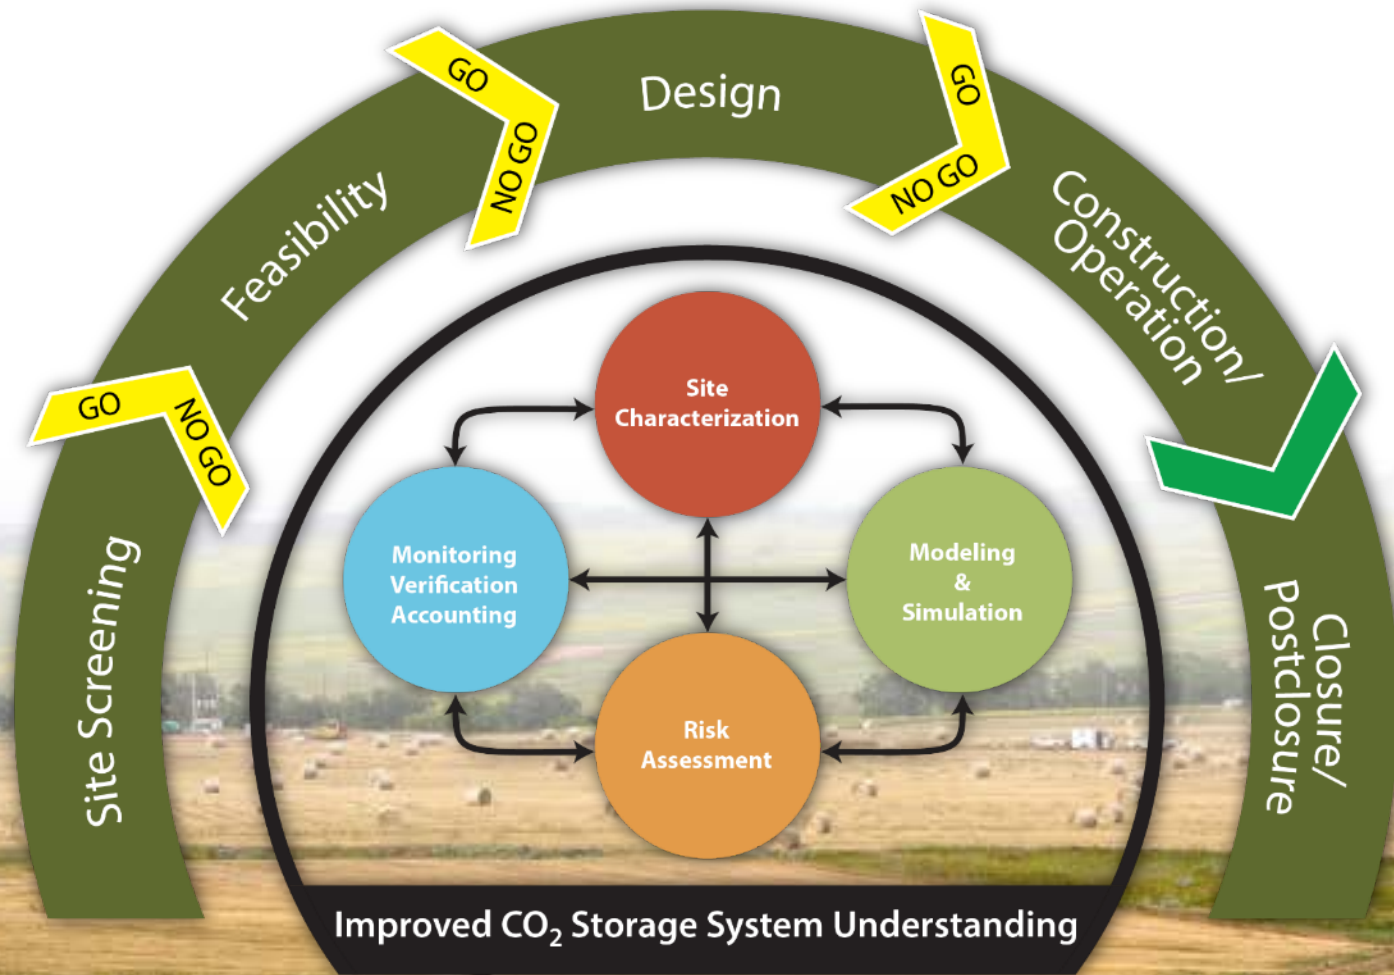 Site Screening
GO
NO GO
Feasibility
GO
NO GO
Design
GO
NO GO
Construction/
Operation
Closure/
Postclosure
Site
Characterization
Monitoring
Verification
Accounting
Modeling
&
Simulation
Risk
Assessment
Improved CO₂ Storage System Understanding